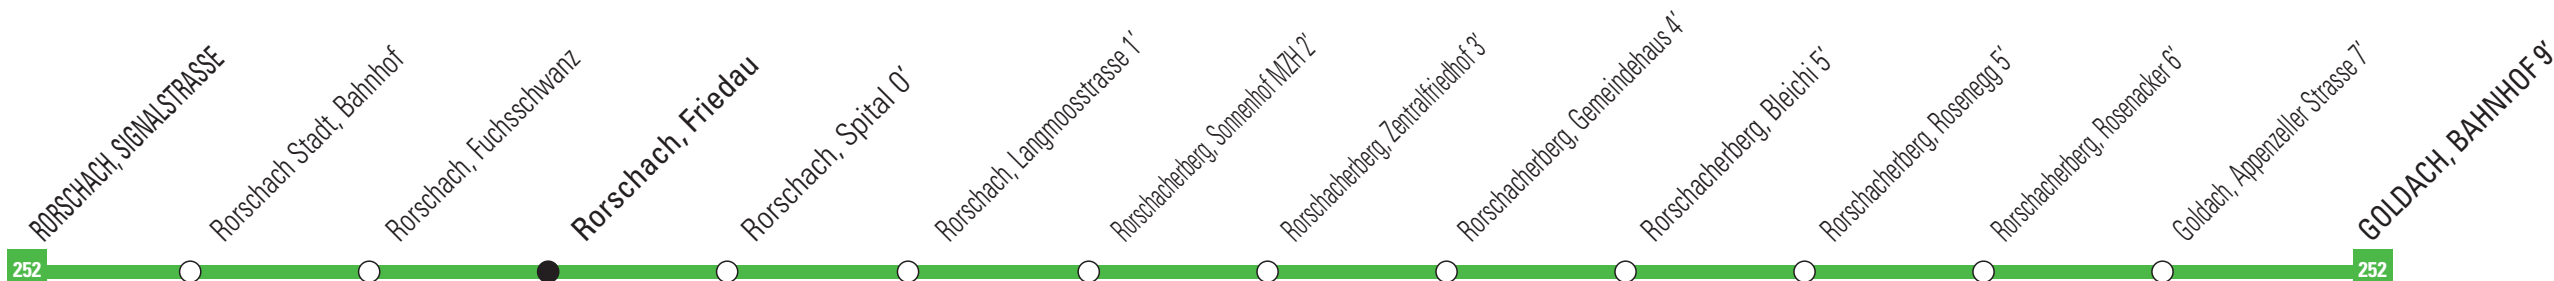 RORSCHACH, SIGNALSTRASSE
Rorschach Stadt, Bahnhof
Rorschach, Fuchsschwanz
Rorschach, Friedau
Rorschach, Spital 0’
Rorschach, Langmoosstrasse 1’
Rorschacherberg, Sonnenhof MZH 2’
Rorschacherberg, Zentralfriedhof 3’
Rorschacherberg, Gemeindehaus 4’
Rorschacherberg, Bleichi 5’
Rorschacherberg, Rosenegg 5’
Rorschacherberg, Rosenacker 6’
Goldach, Appenzeller Strasse 7’
GOLDACH, BAHNHOF 9’
252
252